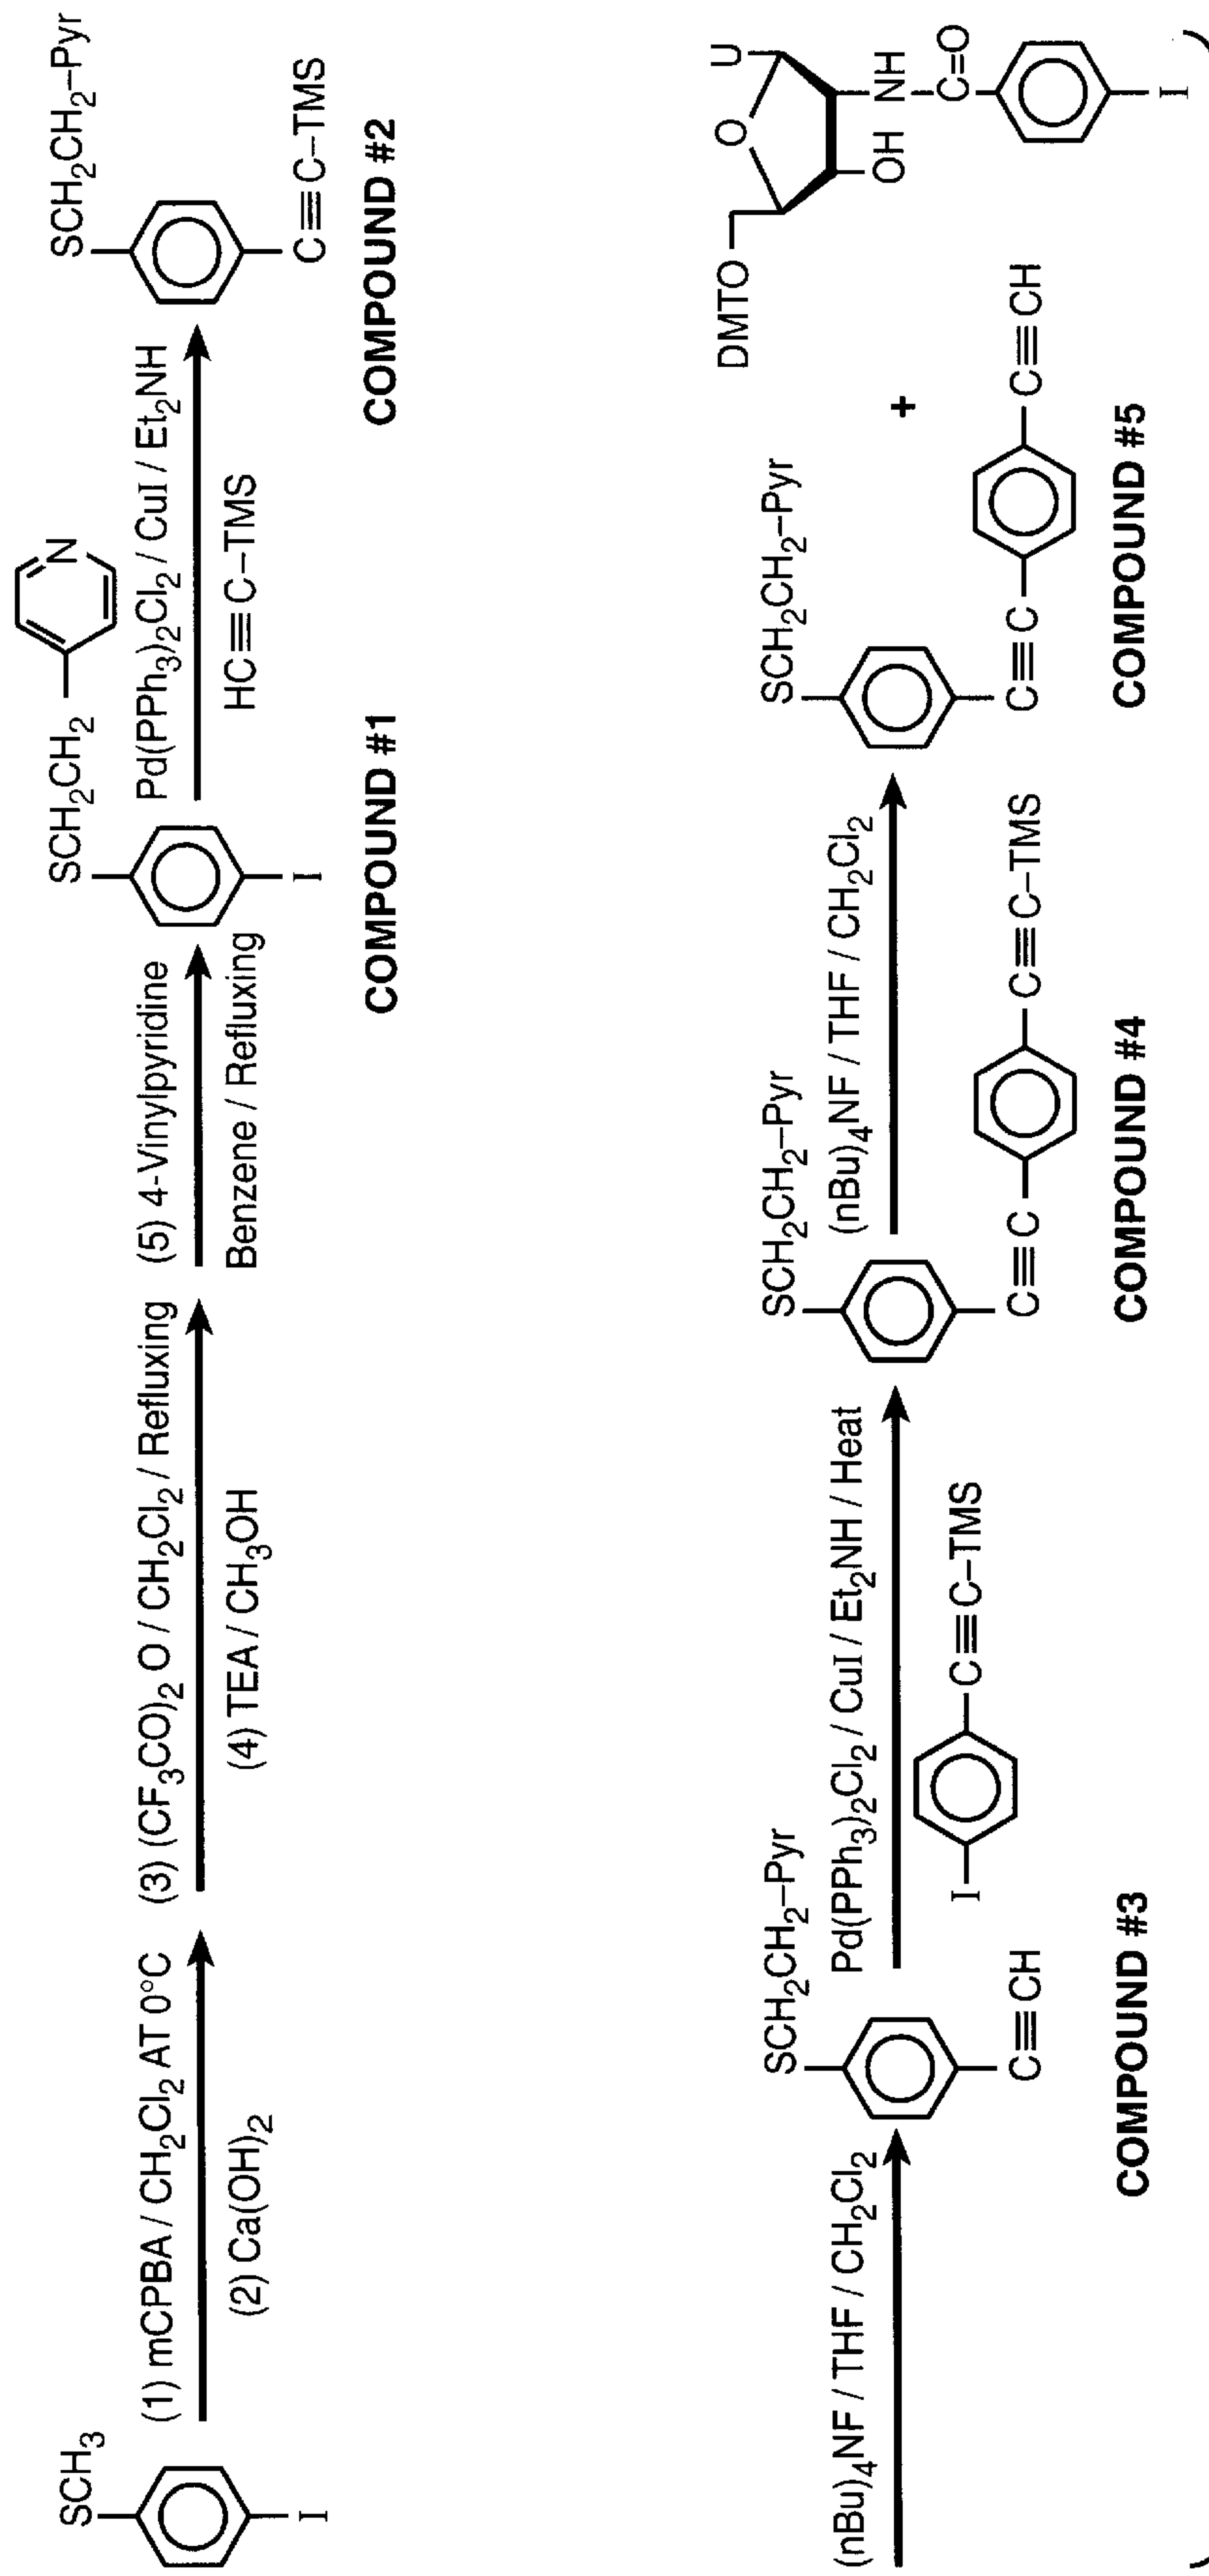 SCH3
I
(1) mCPBA / CH2Cl2 AT 0°C
(2) Ca(OH)2
(3) (CF3CO)2 O / CH2Cl2 / Refluxing
(4) TEA / CH3OH
(5) 4-Vinylpyridine
Benzene / Refluxing
SCH2CH2
N
I
COMPOUND #1
Pd(PPh3)2Cl2 / CuI / Et2NH
HC≡C–TMS
SCH2CH2–Pyr
C≡C–TMS
COMPOUND #2
(nBu)4NF / THF / CH2Cl2
SCH2CH2–Pyr
C≡CH
COMPOUND #3
Pd(PPh3)2Cl2 / CuI / Et2NH / Heat
I
C≡C–TMS
SCH2CH2–Pyr
C≡C
C≡C–TMS
COMPOUND #4
(nBu)4NF / THF / CH2Cl2
SCH2CH2–Pyr
C≡C
C≡CH
COMPOUND #5
+
DMTO
O
U
OH
NH
C=O
I